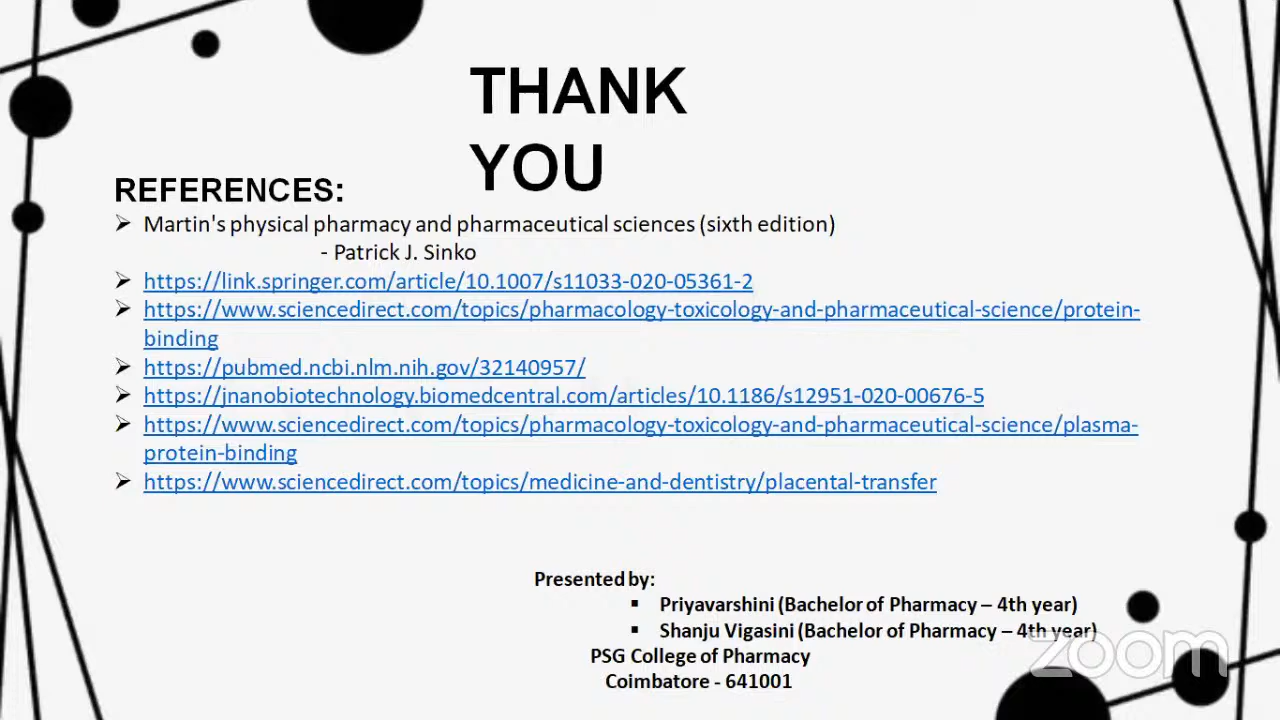 THANK
YOU
REFERENCES:
➢ Martin's physical pharmacy and pharmaceutical sciences (sixth edition)
- Patrick J. Sinko
➢ https://link.springer.com/article/10.1007/s11033-020-05361-2
➢ https://www.sciencedirect.com/topics/pharmacology-toxicology-and-pharmaceutical-science/protein-
binding
➢ https://pubmed.ncbi.nlm.nih.gov/32140957/
➢ https://jnanobiotechnology.biomedcentral.com/articles/10.1186/s12951-020-00676-5
➢ https://www.sciencedirect.com/topics/pharmacology-toxicology-and-pharmaceutical-science/plasma-
protein-binding
➢ https://www.sciencedirect.com/topics/medicine-and-dentistry/placental-transfer
Presented by:
▪ Priyavarshini (Bachelor of Pharmacy – 4th year)
▪ Shanju Vigasini (Bachelor of Pharmacy – 4th year)
PSG College of Pharmacy
Coimbatore - 641001
zoom